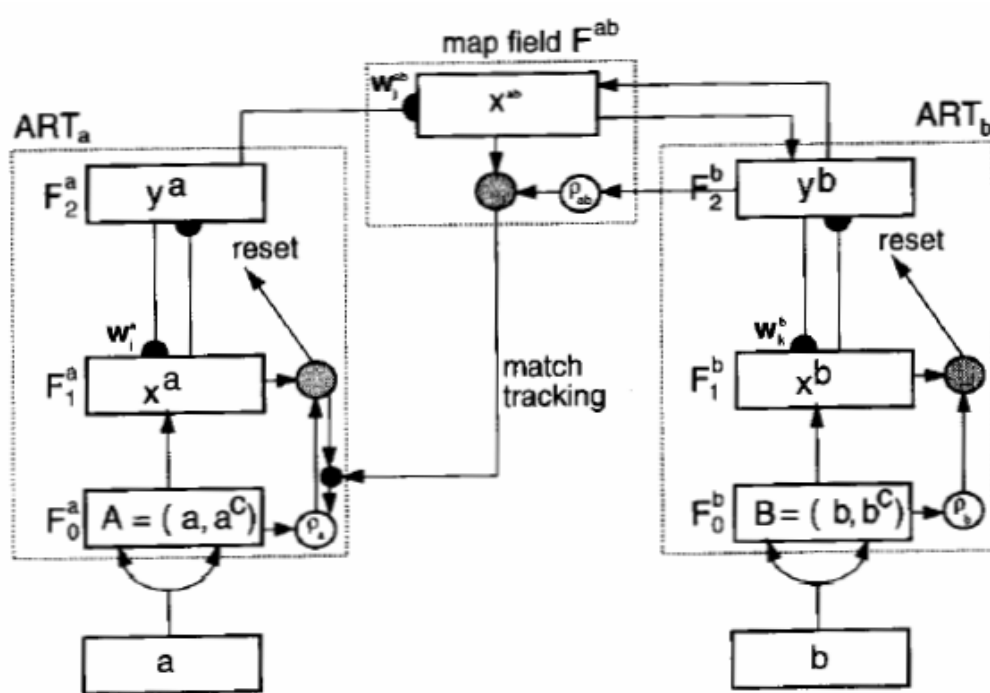 map field F^ab
w_j^ab
x^ab
ART_a
ART_b
F_2^a
y^a
ρ_ab
F_2^b
y^b
reset
reset
w_j^a
w_k^b
F_1^a
x^a
match
tracking
F_1^b
x^b
F_0^a
A = ( a, a^c)
ρ_a
F_0^b
B = ( b, b^c)
ρ_b
a
b